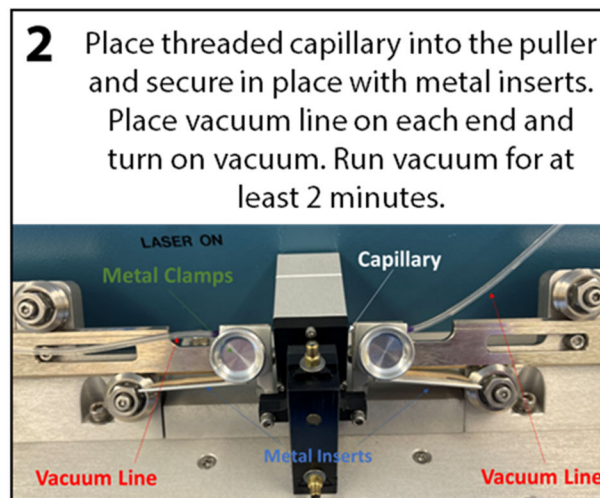 2 Place threaded capillary into the puller
and secure in place with metal inserts.
Place vacuum line on each end and
turn on vacuum. Run vacuum for at
least 2 minutes.
LASER ON
Metal Clamps
Capillary
Metal Inserts
Vacuum Line
Vacuum Line